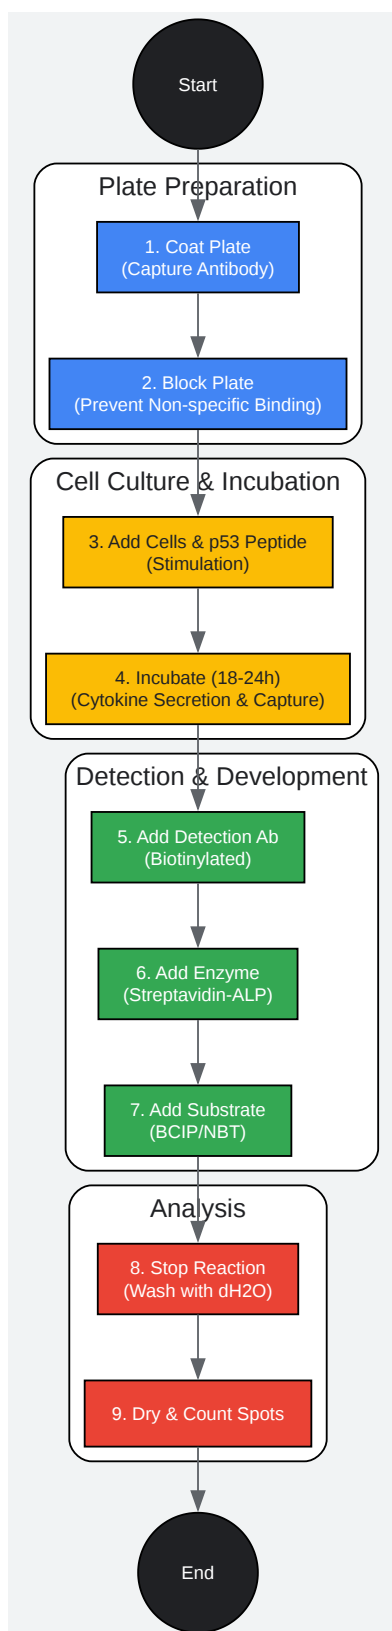 Start
Plate Preparation
1. Coat Plate
(Capture Antibody)
2. Block Plate
(Prevent Non-specific Binding)
Cell Culture & Incubation
3. Add Cells & p53 Peptide
(Stimulation)
4. Incubate (18-24h)
(Cytokine Secretion & Capture)
Detection & Development
5. Add Detection Ab
(Biotinylated)
6. Add Enzyme
(Streptavidin-ALP)
7. Add Substrate
(BCIP/NBT)
Analysis
8. Stop Reaction
(Wash with dH2O)
9. Dry & Count Spots
End